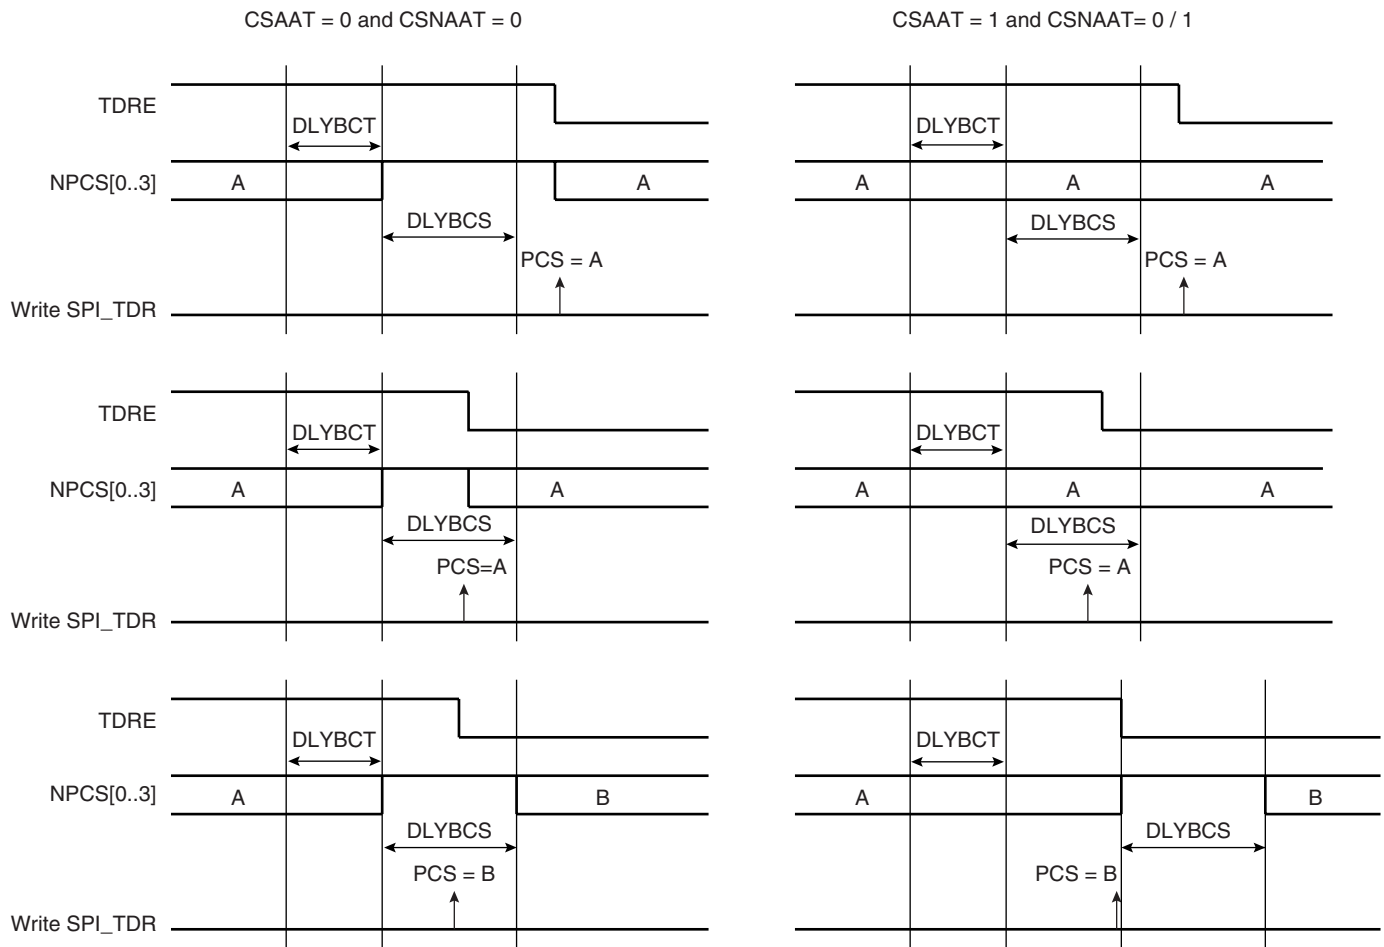 CSAAT = 0 and CSNAAT = 0
CSAAT = 1 and CSNAAT= 0 / 1
TDRE
DLYBCT
DLYBCT
NPCS[0..3]
A
A
A
A
A
DLYBCS
DLYBCS
PCS = A
PCS = A
Write SPI_TDR
TDRE
DLYBCT
DLYBCT
NPCS[0..3]
A
A
A
A
A
DLYBCS
DLYBCS
PCS=A
PCS = A
Write SPI_TDR
TDRE
DLYBCT
DLYBCT
NPCS[0..3]
A
B
A
B
DLYBCS
DLYBCS
PCS = B
PCS = B
Write SPI_TDR